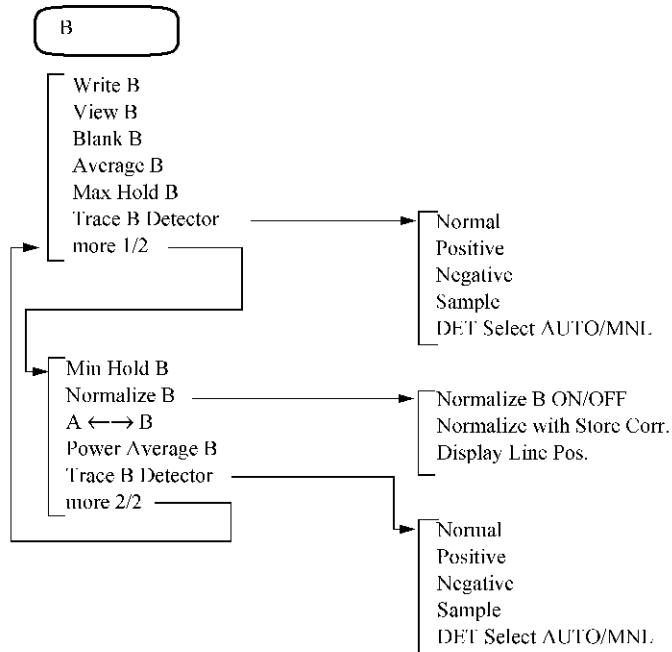 B
Write B
View B
Blank B
Average B
Max Hold B
Trace B Detector
more 1/2
Normal
Positive
Negative
Sample
DET Select AUTO/MNL
Min Hold B
Normalize B
A ←→ B
Power Average B
Trace B Detector
more 2/2
Normalize B ON/OFF
Normalize with Store Corr.
Display Line Pos.
Normal
Positive
Negative
Sample
DET Select AUTO/MNL